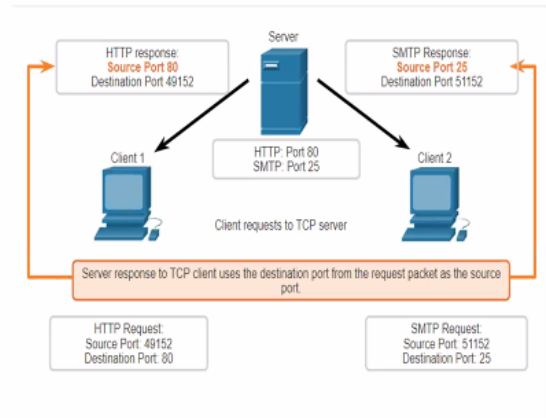 Server
HTTP response:
Source Port 80
Destination Port 49152
SMTP Response:
Source Port 25
Destination Port 51152
Client 1
HTTP: Port 80
SMTP: Port 25
Client 2
Client requests to TCP server
Server response to TCP client uses the destination port from the request packet as the source
port.
HTTP Request:
Source Port: 49152
Destination Port: 80
SMTP Request:
Source Port: 51152
Destination Port: 25